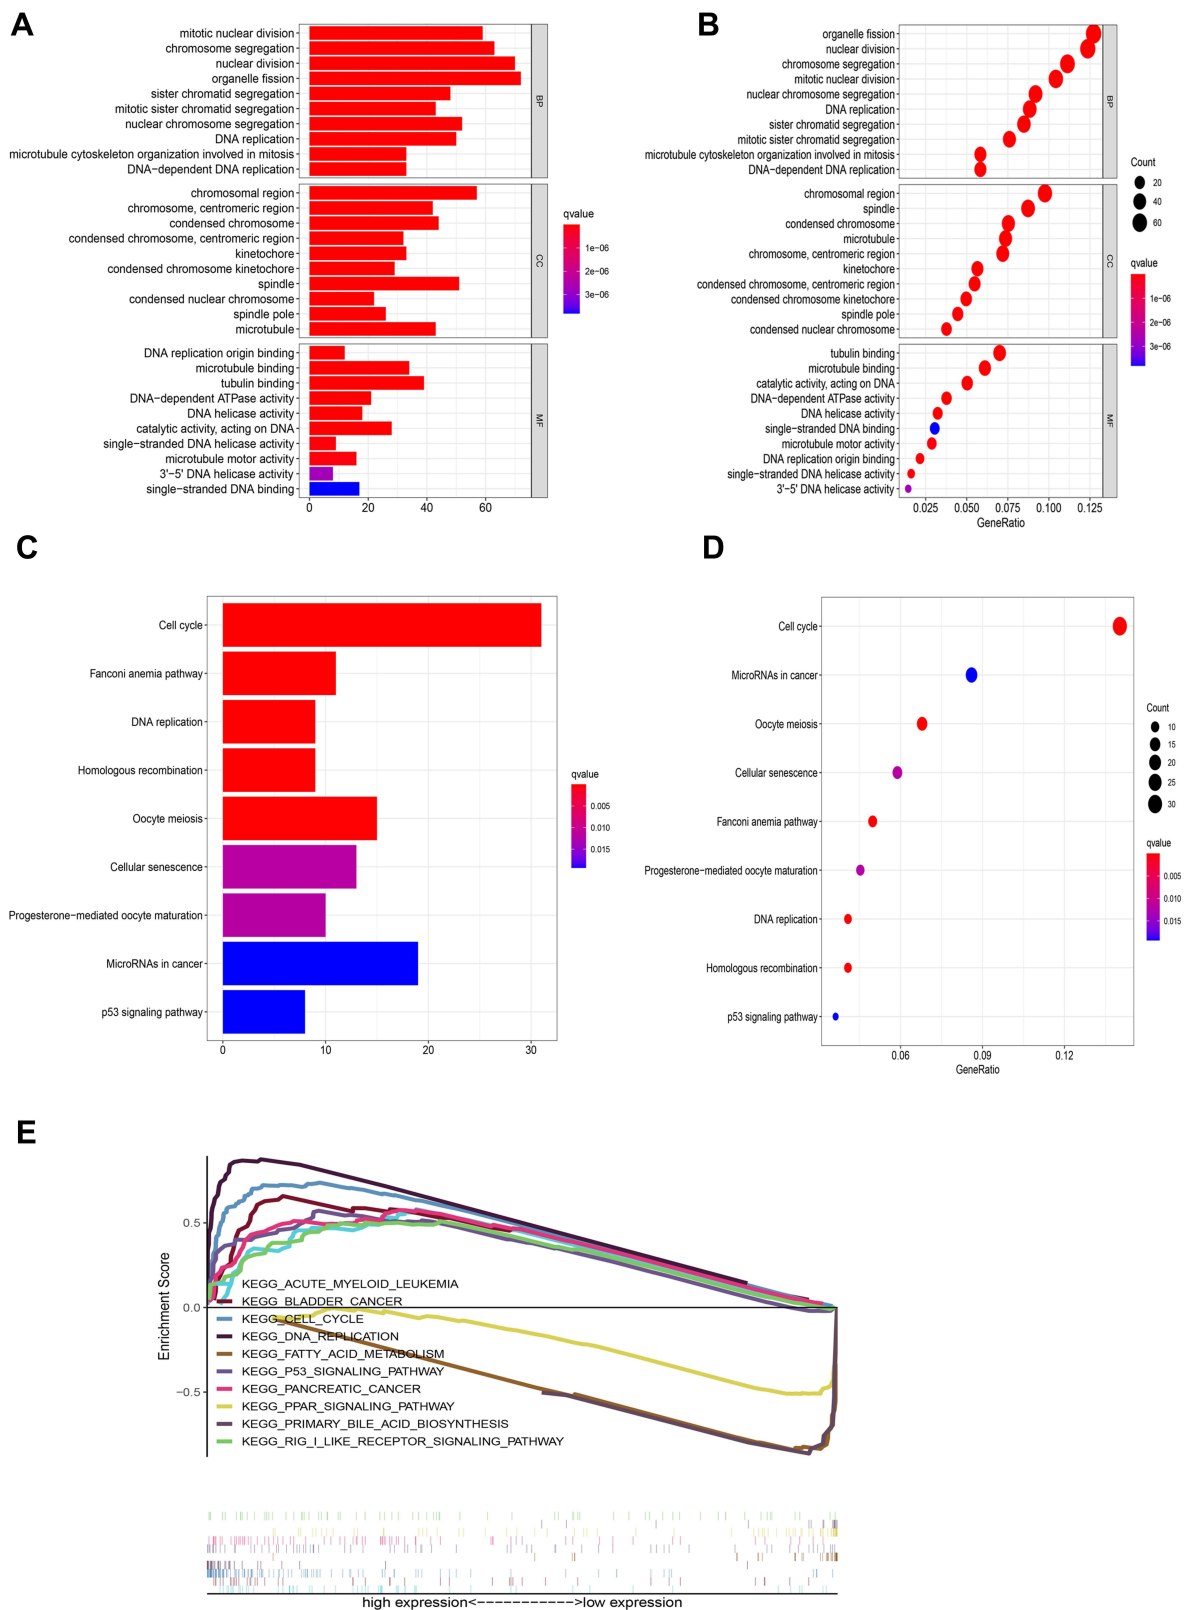 A
mitotic nuclear division
chromosome segregation
nuclear division
organelle fission
sister chromatid segregation
mitotic sister chromatid segregation
nuclear chromosome segregation
DNA replication
microtubule cytoskeleton organization involved in mitosis
DNA−dependent DNA replication
BP
chromosomal region
chromosome, centromeric region
condensed chromosome
condensed chromosome, centromeric region
kinetochore
condensed chromosome kinetochore
spindle
condensed nuclear chromosome
spindle pole
microtubule
CC
DNA replication origin binding
microtubule binding
tubulin binding
DNA−dependent ATPase activity
DNA helicase activity
catalytic activity, acting on DNA
single−stranded DNA helicase activity
microtubule motor activity
3'−5' DNA helicase activity
single−stranded DNA binding
MF
0 20 40 60
qvalue
1e−06
2e−06
3e−06
B
organelle fission
nuclear division
chromosome segregation
mitotic nuclear division
nuclear chromosome segregation
DNA replication
sister chromatid segregation
mitotic sister chromatid segregation
microtubule cytoskeleton organization involved in mitosis
DNA−dependent DNA replication
BP
chromosomal region
spindle
condensed chromosome
microtubule
chromosome, centromeric region
kinetochore
condensed chromosome, centromeric region
condensed chromosome kinetochore
spindle pole
condensed nuclear chromosome
CC
tubulin binding
microtubule binding
catalytic activity, acting on DNA
DNA−dependent ATPase activity
DNA helicase activity
single−stranded DNA binding
microtubule motor activity
DNA replication origin binding
single−stranded DNA helicase activity
3'−5' DNA helicase activity
MF
0.025 0.050 0.075 0.100 0.125
GeneRatio
Count
20
40
60
qvalue
1e−06
2e−06
3e−06
C
Cell cycle
Fanconi anemia pathway
DNA replication
Homologous recombination
Oocyte meiosis
Cellular senescence
Progesterone−mediated oocyte maturation
MicroRNAs in cancer
p53 signaling pathway
0 10 20 30
qvalue
0.005
0.010
0.015
D
Cell cycle
MicroRNAs in cancer
Oocyte meiosis
Cellular senescence
Fanconi anemia pathway
Progesterone−mediated oocyte maturation
DNA replication
Homologous recombination
p53 signaling pathway
0.06 0.09 0.12
GeneRatio
Count
10
15
20
25
30
qvalue
0.005
0.010
0.015
E
Enrichment Score
0.5
0.0
−0.5
KEGG_ACUTE_MYELOID_LEUKEMIA
KEGG_BLADDER_CANCER
KEGG_CELL_CYCLE
KEGG_DNA_REPLICATION
KEGG_FATTY_ACID_METABOLISM
KEGG_P53_SIGNALING_PATHWAY
KEGG_PANCREATIC_CANCER
KEGG_PPAR_SIGNALING_PATHWAY
KEGG_PRIMARY_BILE_ACID_BIOSYNTHESIS
KEGG_RIG_I_LIKE_RECEPTOR_SIGNALING_PATHWAY
high expression<−−−−−−−−−−−>low expression